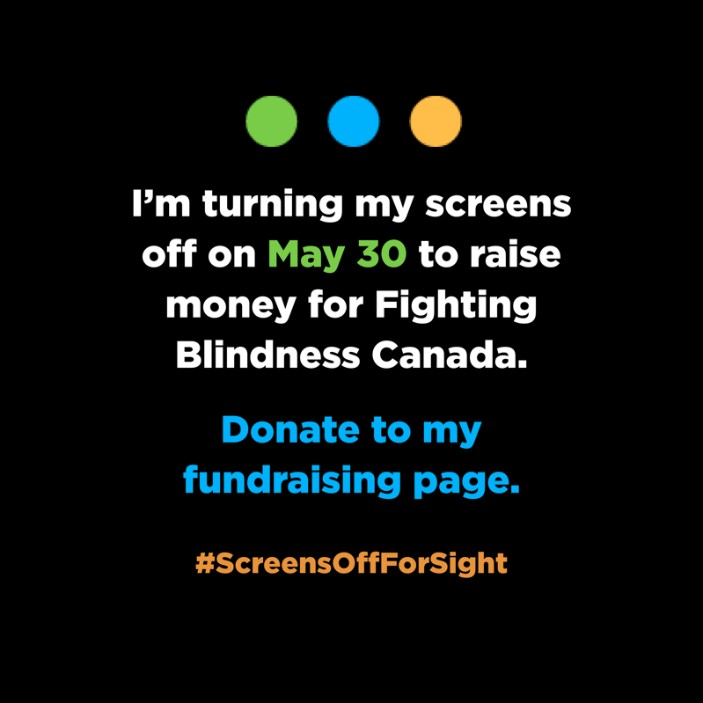 I’m turning my screens
off on May 30 to raise
money for Fighting
Blindness Canada.
Donate to my
fundraising page.
#ScreensOffForSight